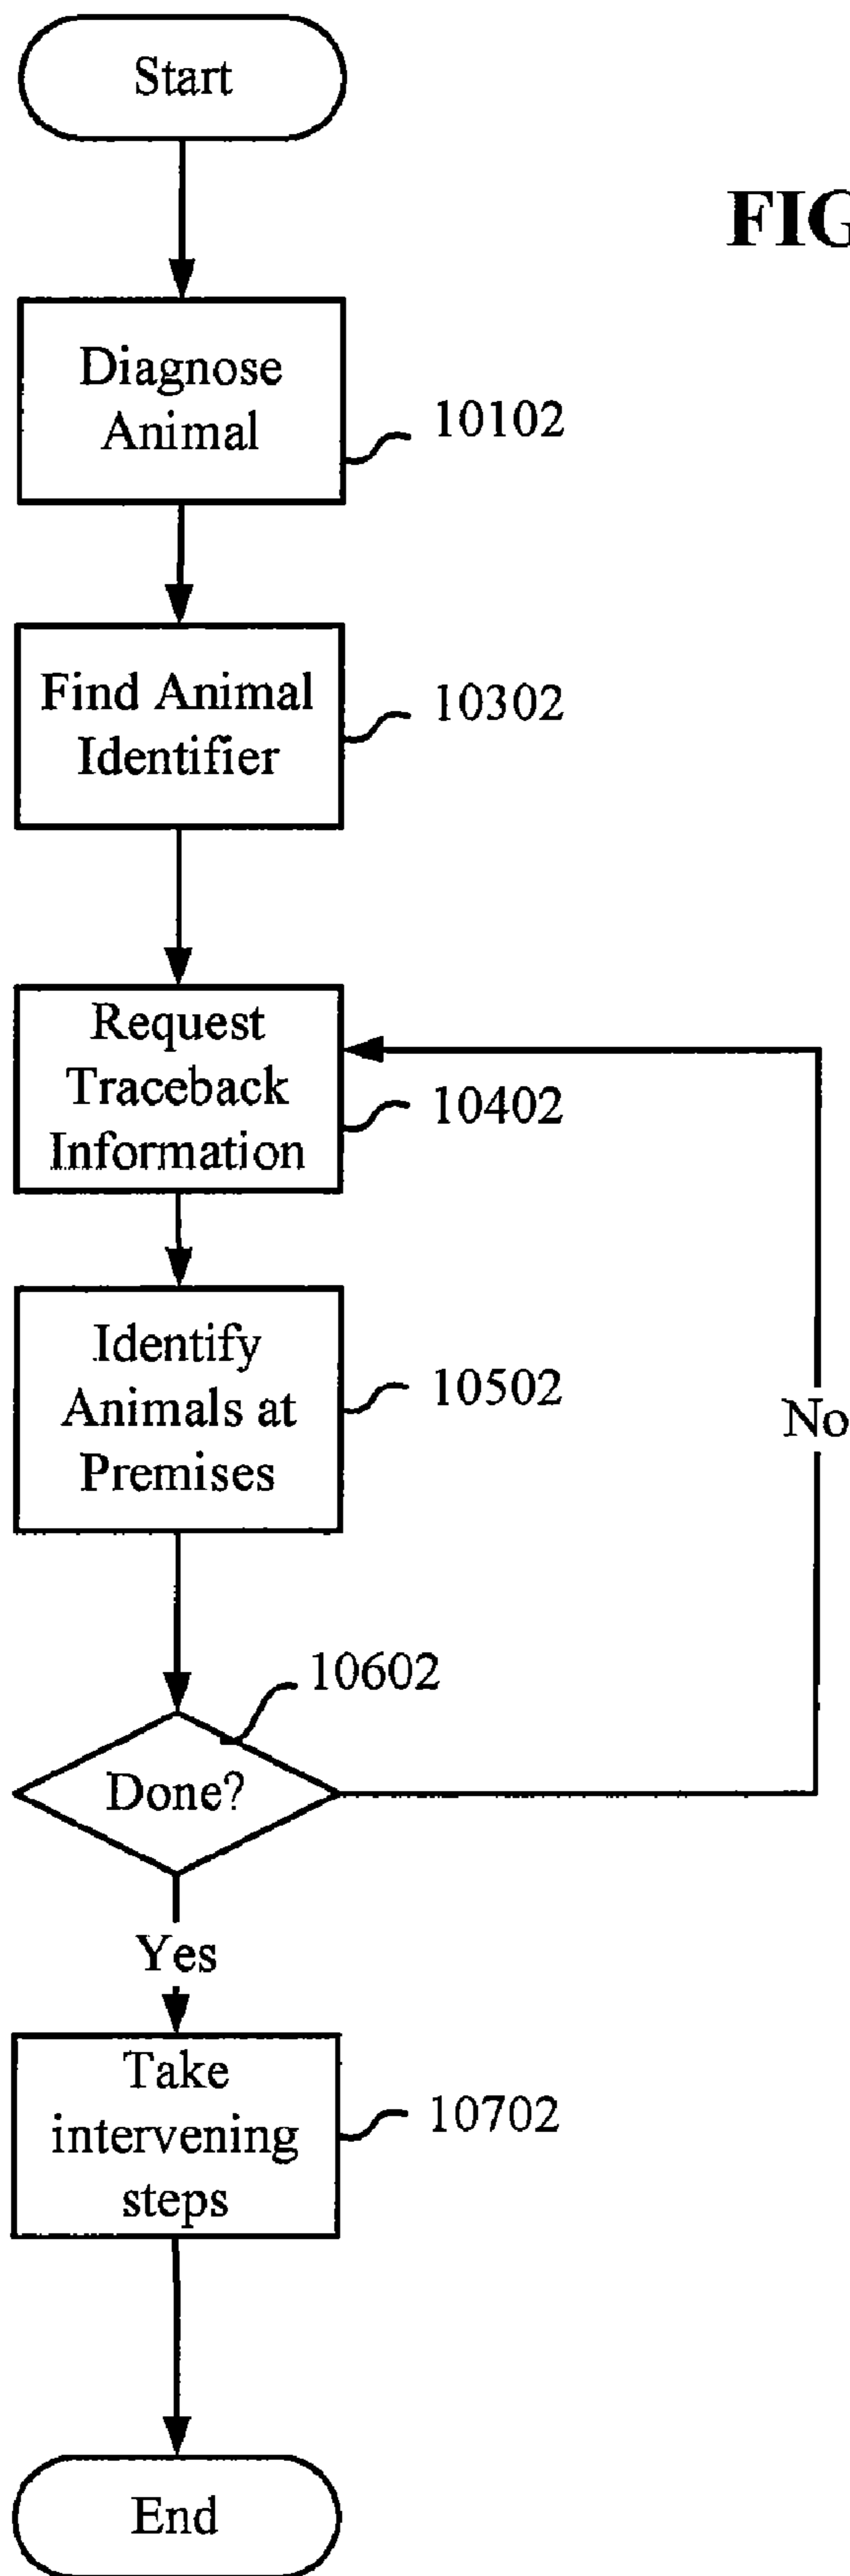 Start
FIG
Diagnose
Animal
10102
Find Animal
Identifier
10302
Request
Traceback
Information
10402
Identify
Animals at
Premises
10502
No
10602
Done?
Yes
Take
intervening
steps
10702
End